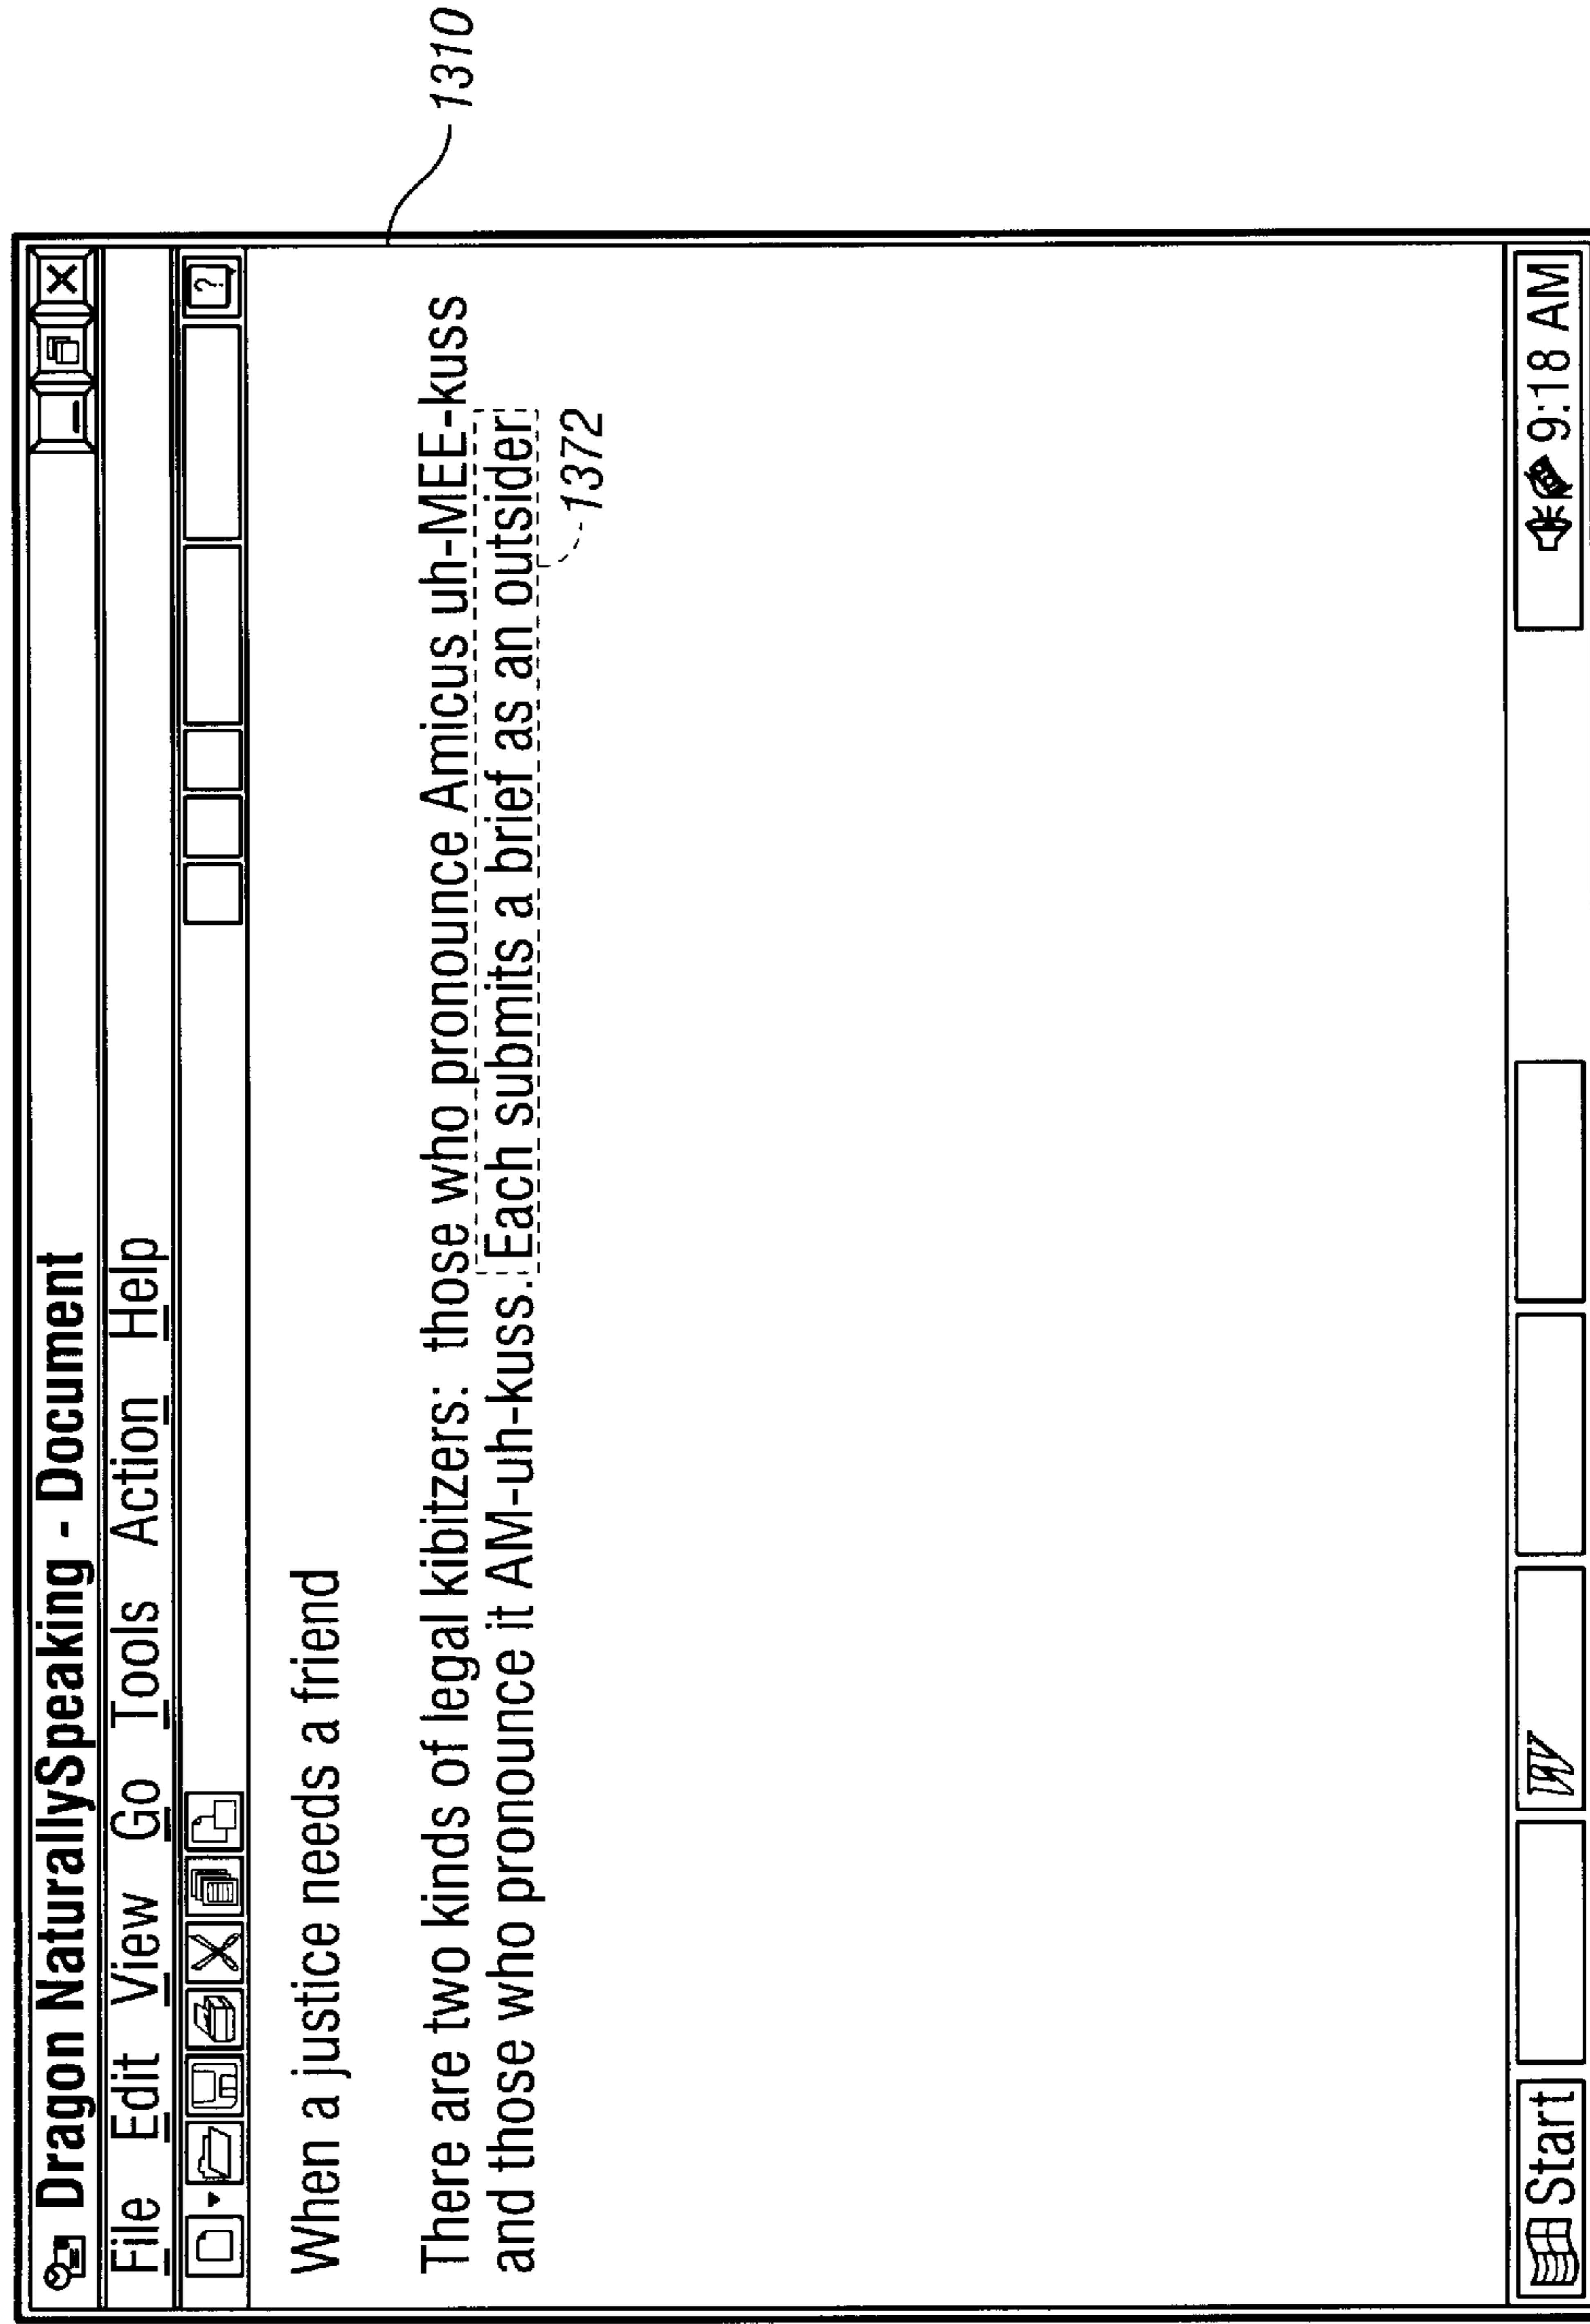 Dragon NaturallySpeaking - Document
File Edit View Go Tools Action Help
?
1310
When a justice needs a friend
There are two kinds of legal kibitzers: those who pronounce Amicus uh-MEE-kuss
and those who pronounce it AM-uh-kuss. Each submits a brief as an outsider
1372
Start
W
9:18 AM